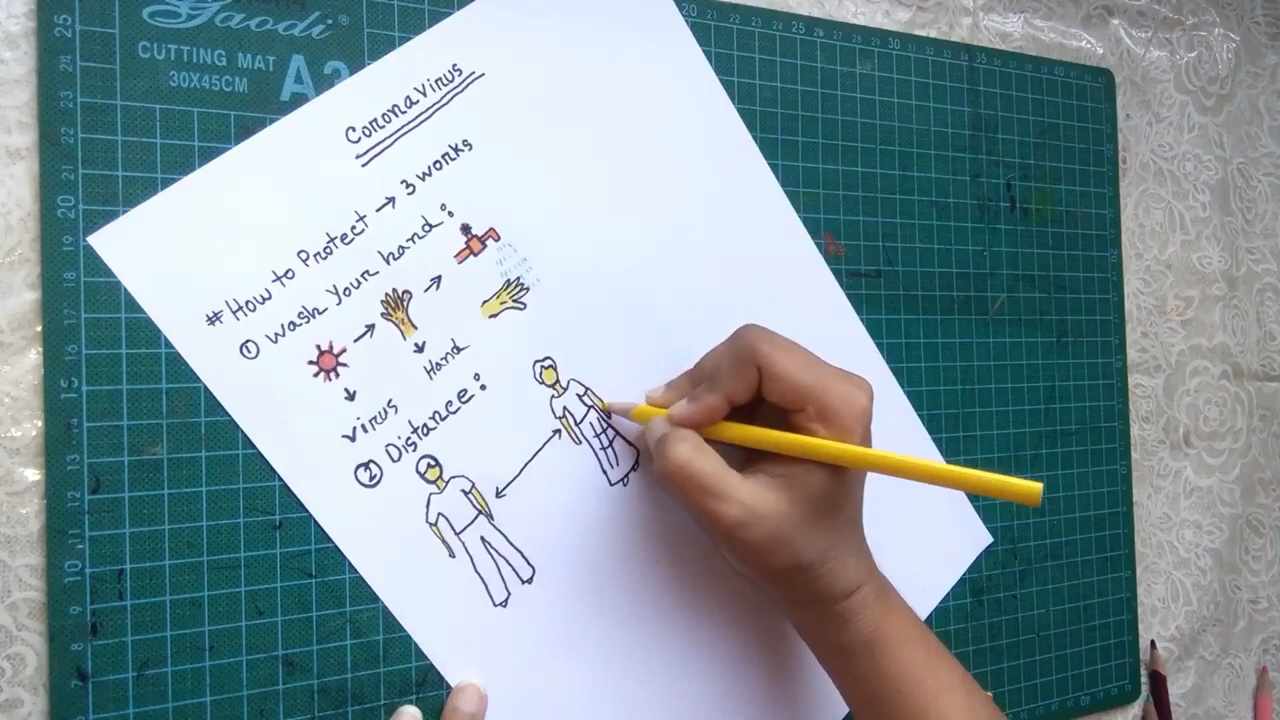 Gaodi®
CUTTING MAT
30X45CM
A3
Coronavirus
# How to Protect → 3 works
① Wash Your hand:
Hand
virus
② Distance: